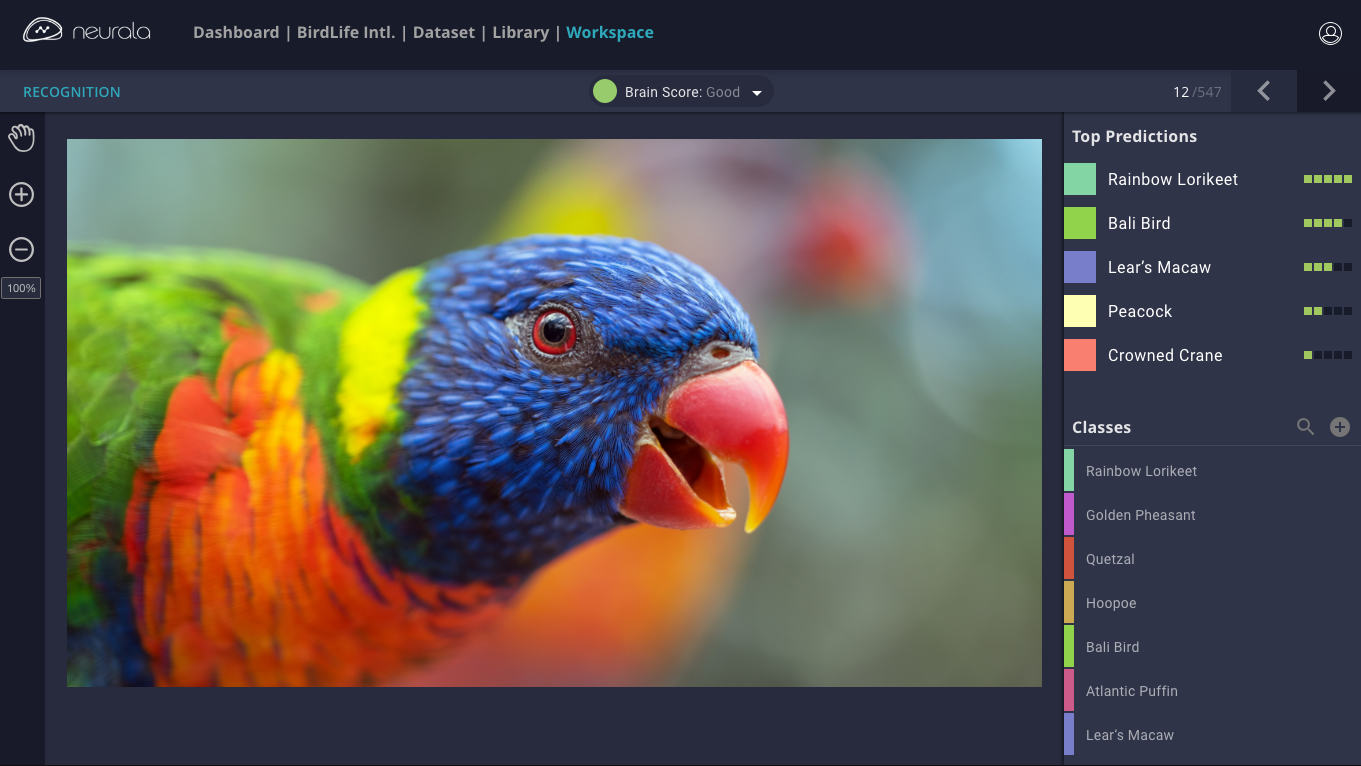 neurala
Dashboard | BirdLife Intl. | Dataset | Library | Workspace
RECOGNITION
Brain Score: Good
12 /547
100%
Top Predictions
Rainbow Lorikeet
Bali Bird
Lear’s Macaw
Peacock
Crowned Crane
Classes
Rainbow Lorikeet
Golden Pheasant
Quetzal
Hoopoe
Bali Bird
Atlantic Puffin
Lear’s Macaw